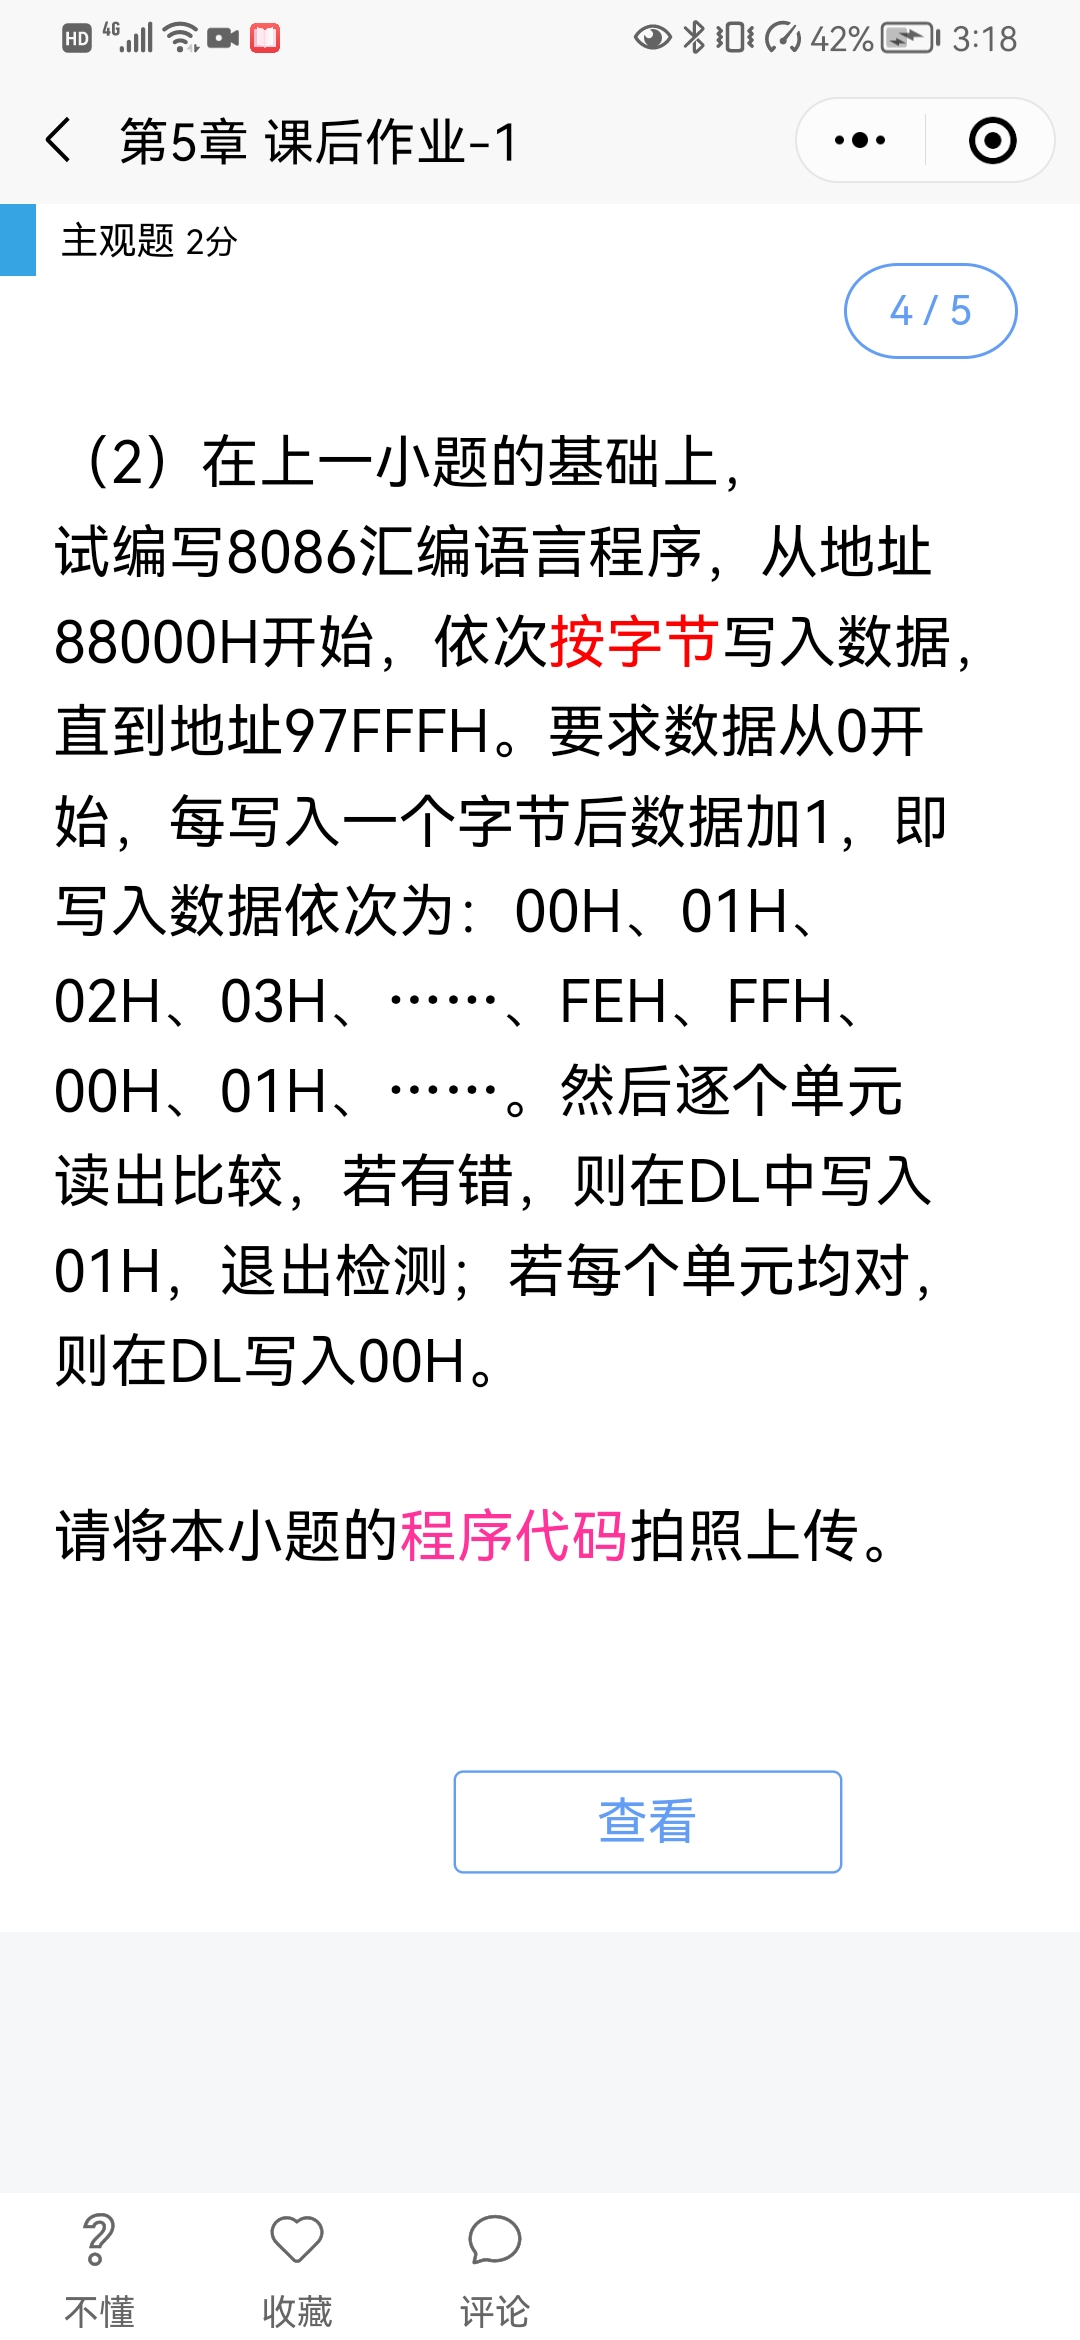 HD 4G 42% 3:18
第5章 课后作业-1
主观题 2分
4 / 5
（2）在上一小题的基础上，
试编写8086汇编语言程序，从地址
88000H开始，依次按字节写入数据，
直到地址97FFFH。要求数据从0开
始，每写入一个字节后数据加1，即
写入数据依次为：00H、01H、
02H、03H、……、FEH、FFH、
00H、01H、……。然后逐个单元
读出比较，若有错，则在DL中写入
01H，退出检测；若每个单元均对，
则在DL写入00H。
请将本小题的程序代码拍照上传。
查看
不懂 收藏 评论